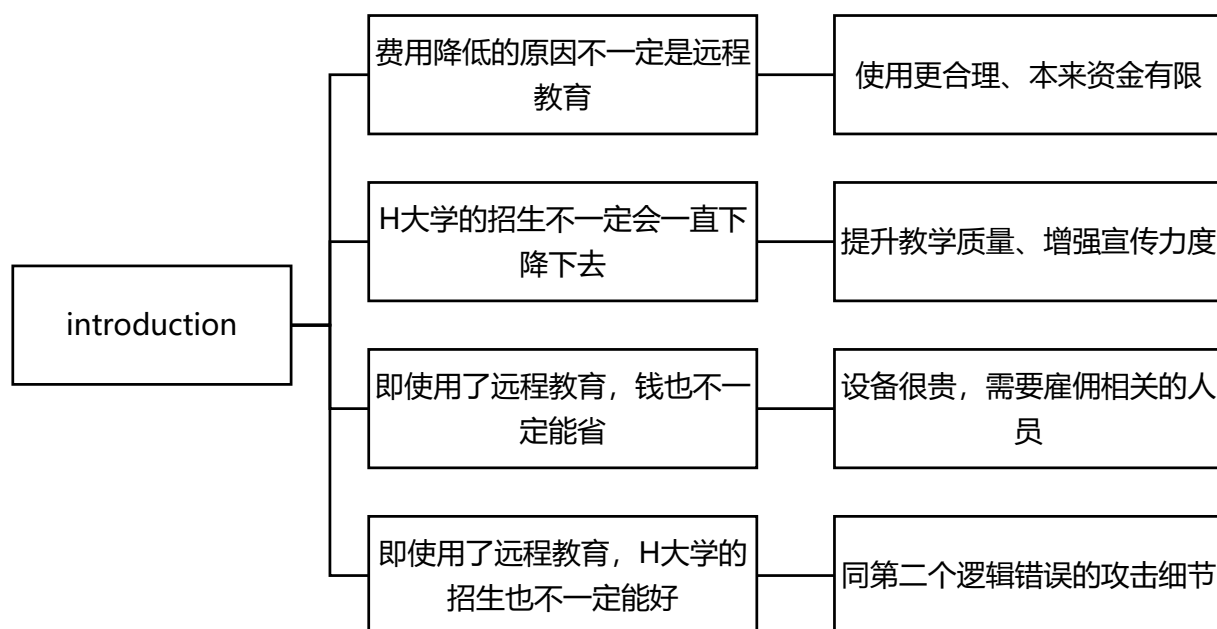 费用降低的原因不一定是远程
教育
使用更合理、本来资金有限
H大学的招生不一定会一直下
降下去
提升教学质量、增强宣传力度
introduction
即使用了远程教育，钱也不一
定能省
设备很贵，需要雇佣相关的人
员
即使用了远程教育，H大学的
招生也不一定能好
同第二个逻辑错误的攻击细节